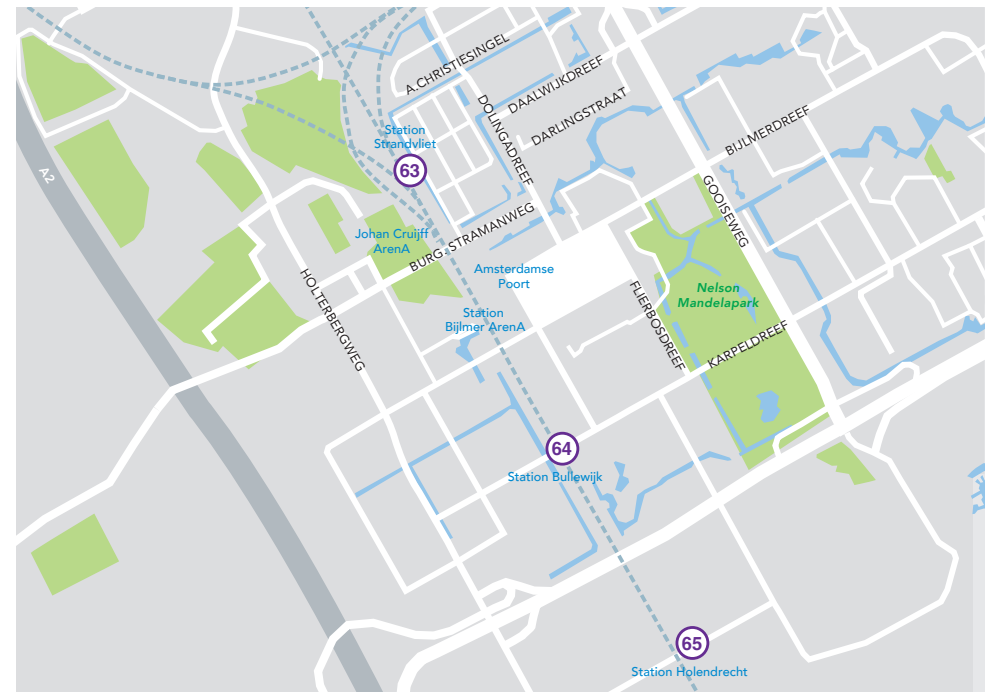 A.CHRISTIESINGEL
DAALWIJKDREEF
DOLINGADREEF
DARLINGSTRAAT
BIJLMERDREEF
Station
Strandvliet
63
A2
GOOISEWEG
Johan Cruijff
ArenA
BURG. STRAMANWEG
Amsterdamse
Poort
HOLTERBERGWEG
FLIERBOSDREEF
Nelson
Mandelapark
Station
Bijlmer ArenA
KARPELDREEF
64
Station Bullewijk
65
Station Holendrecht